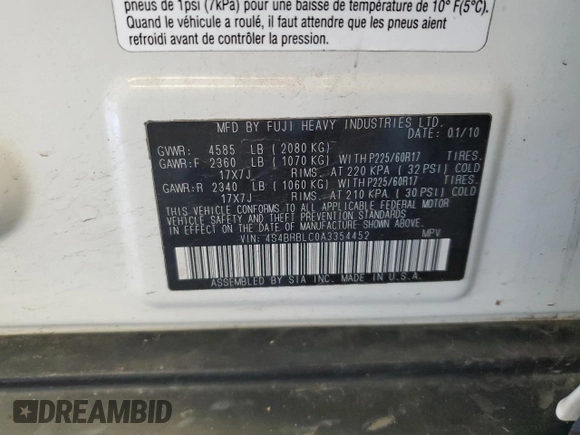 pneus de 1psi (7kPa) pour une baisse de température de 10° F(5°C).
Quand le véhicule a roulé, il faut attendre que les pneus aient
refroidi avant de contrôler la pression.
MFD BY FUJI HEAVY INDUSTRIES LTD.
DATE: 01/10
GVWR: 4585 LB ( 2080 KG)
GAWR:F 2360 LB ( 1070 KG) WITH P225/60R17 TIRES.
17X7J RIMS. AT 220 KPA ( 32 PSI) COLD
GAWR:R 2340 LB ( 1060 KG) WITH P225/60R17 TIRES.
17X7J RIMS. AT 210 KPA ( 30 PSI) COLD
THIS VEHICLE CONFORMS TO ALL APPLICABLE FEDERAL MOTOR
VEHICLE SAFETY AND THEFT PREVENTION STANDARDS IN EFFECT
ON THE DATE OF MANUFACTURE SHOWN ABOVE.
VIN: 4S4BRBLC0A3354452 MPV
ASSEMBLED BY SIA INC. MADE IN U.S.A.
DREAMBID